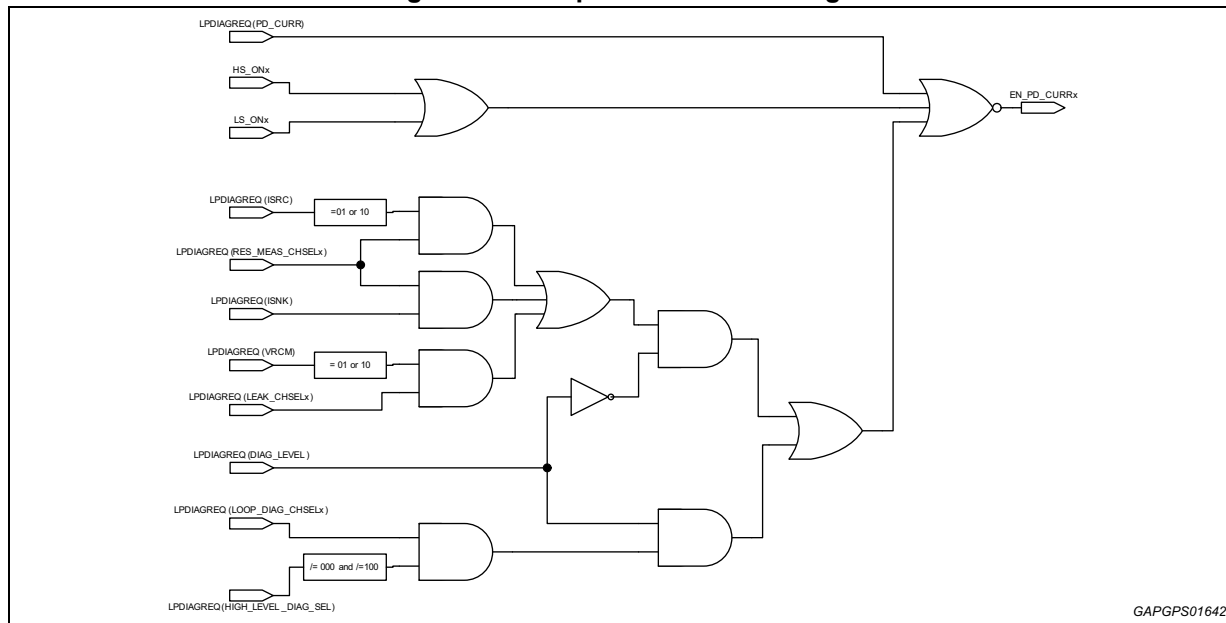 LPDIAGREQ(PD_CURR)
HS_ONx
EN_PD_CURRx
LS_ONx
LPDIAGREQ (ISRC)
=01 or 10
LPDIAGREQ (RES_MEAS_CHSELx)
LPDIAGREQ(ISNK)
LPDIAGREQ (VRCM)
= 01 or 10
LPDIAGREQ (LEAK_CHSELx)
LPDIAGREQ (DIAG_LEVEL )
LPDIAGREQ (LOOP_DIAG_CHSELx)
/= 000 and /=100
LPDIAGREQ(HIGH_LEVEL _DIAG_SEL)
GAPGPS01642